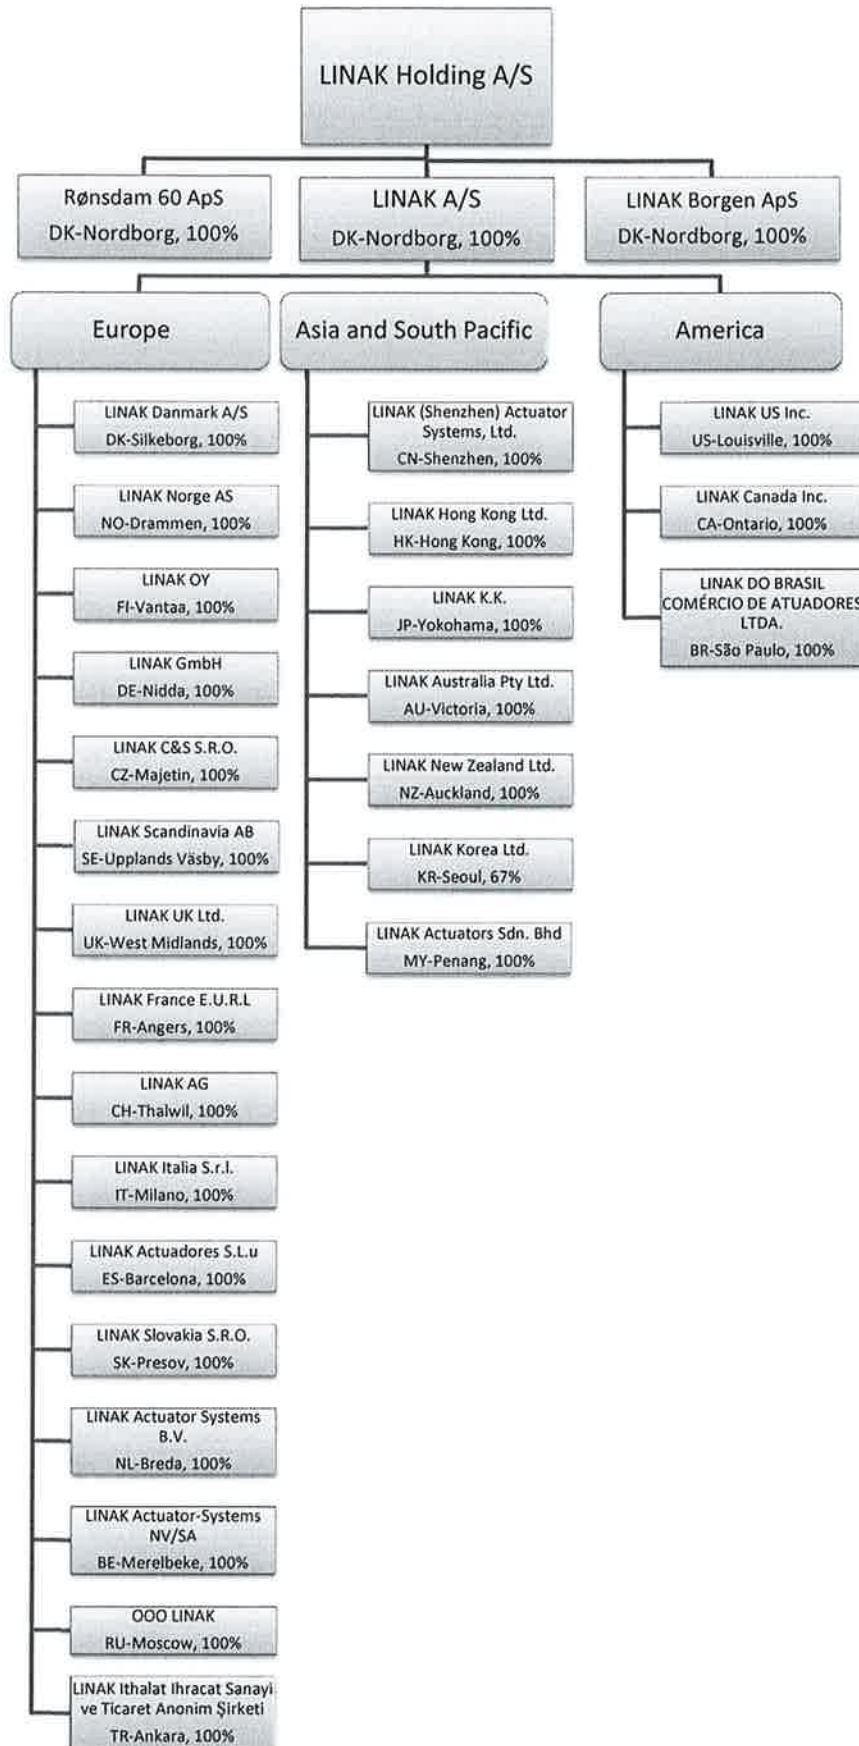 LINAK Holding A/S
Rønsdam 60 ApS
DK-Nordborg, 100%
LINAK A/S
DK-Nordborg, 100%
LINAK Borgen ApS
DK-Nordborg, 100%
Europe
LINAK Danmark A/S
DK-Silkeborg, 100%
LINAK Norge AS
NO-Drammen, 100%
LINAK OY
FI-Vantaa, 100%
LINAK GmbH
DE-Nidda, 100%
LINAK C&S S.R.O.
CZ-Majetin, 100%
LINAK Scandinavia AB
SE-Upplands Väsby, 100%
LINAK UK Ltd.
UK-West Midlands, 100%
LINAK France E.U.R.L
FR-Angers, 100%
LINAK AG
CH-Thalwil, 100%
LINAK Italia S.r.l.
IT-Milano, 100%
LINAK Actuadores S.L.u
ES-Barcelona, 100%
LINAK Slovakia S.R.O.
SK-Presov, 100%
LINAK Actuator Systems
B.V.
NL-Breda, 100%
LINAK Actuator-Systems
NV/SA
BE-Merelbeke, 100%
OOO LINAK
RU-Moscow, 100%
LINAK Ithalat Ihracat Sanayi
ve Ticaret Anonim Şirketi
TR-Ankara, 100%
Asia and South Pacific
LINAK (Shenzhen) Actuator
Systems, Ltd.
CN-Shenzhen, 100%
LINAK Hong Kong Ltd.
HK-Hong Kong, 100%
LINAK K.K.
JP-Yokohama, 100%
LINAK Australia Pty Ltd.
AU-Victoria, 100%
LINAK New Zealand Ltd.
NZ-Auckland, 100%
LINAK Korea Ltd.
KR-Seoul, 67%
LINAK Actuators Sdn. Bhd
MY-Penang, 100%
America
LINAK US Inc.
US-Louisville, 100%
LINAK Canada Inc.
CA-Ontario, 100%
LINAK DO BRASIL
COMÉRCIO DE ATUADORES
LTDA.
BR-São Paulo, 100%